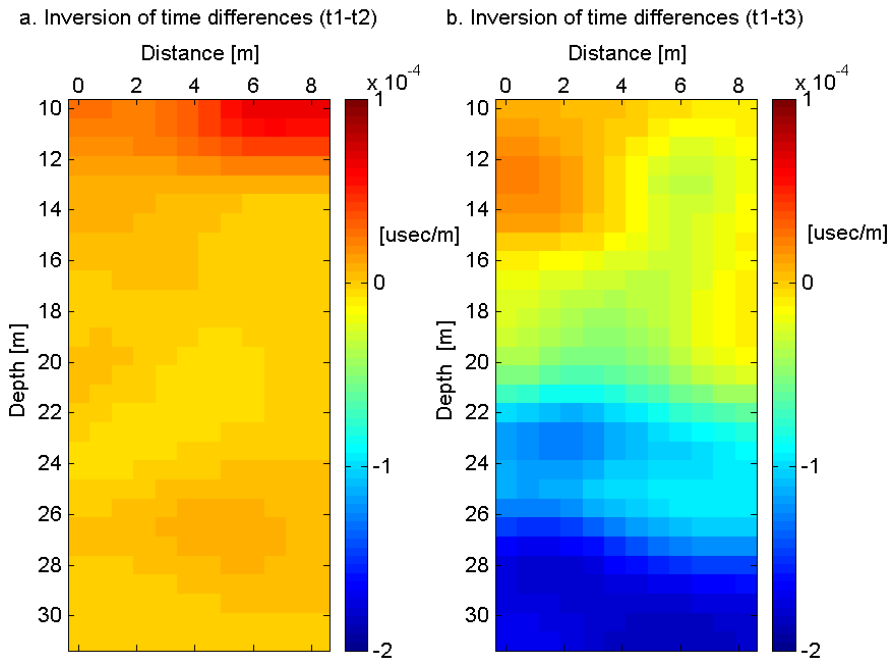 a. Inversion of time differences (t1-t2)
Distance [m]
0 2 4 6 8
x 10^-4
10
12
14
16
18
20
22
24
26
28
30
Depth [m]
1
[usec/m]
0
-1
-2
b. Inversion of time differences (t1-t3)
Distance [m]
0 2 4 6 8
x 10^-4
10
12
14
16
18
20
22
24
26
28
30
Depth [m]
1
[usec/m]
0
-1
-2